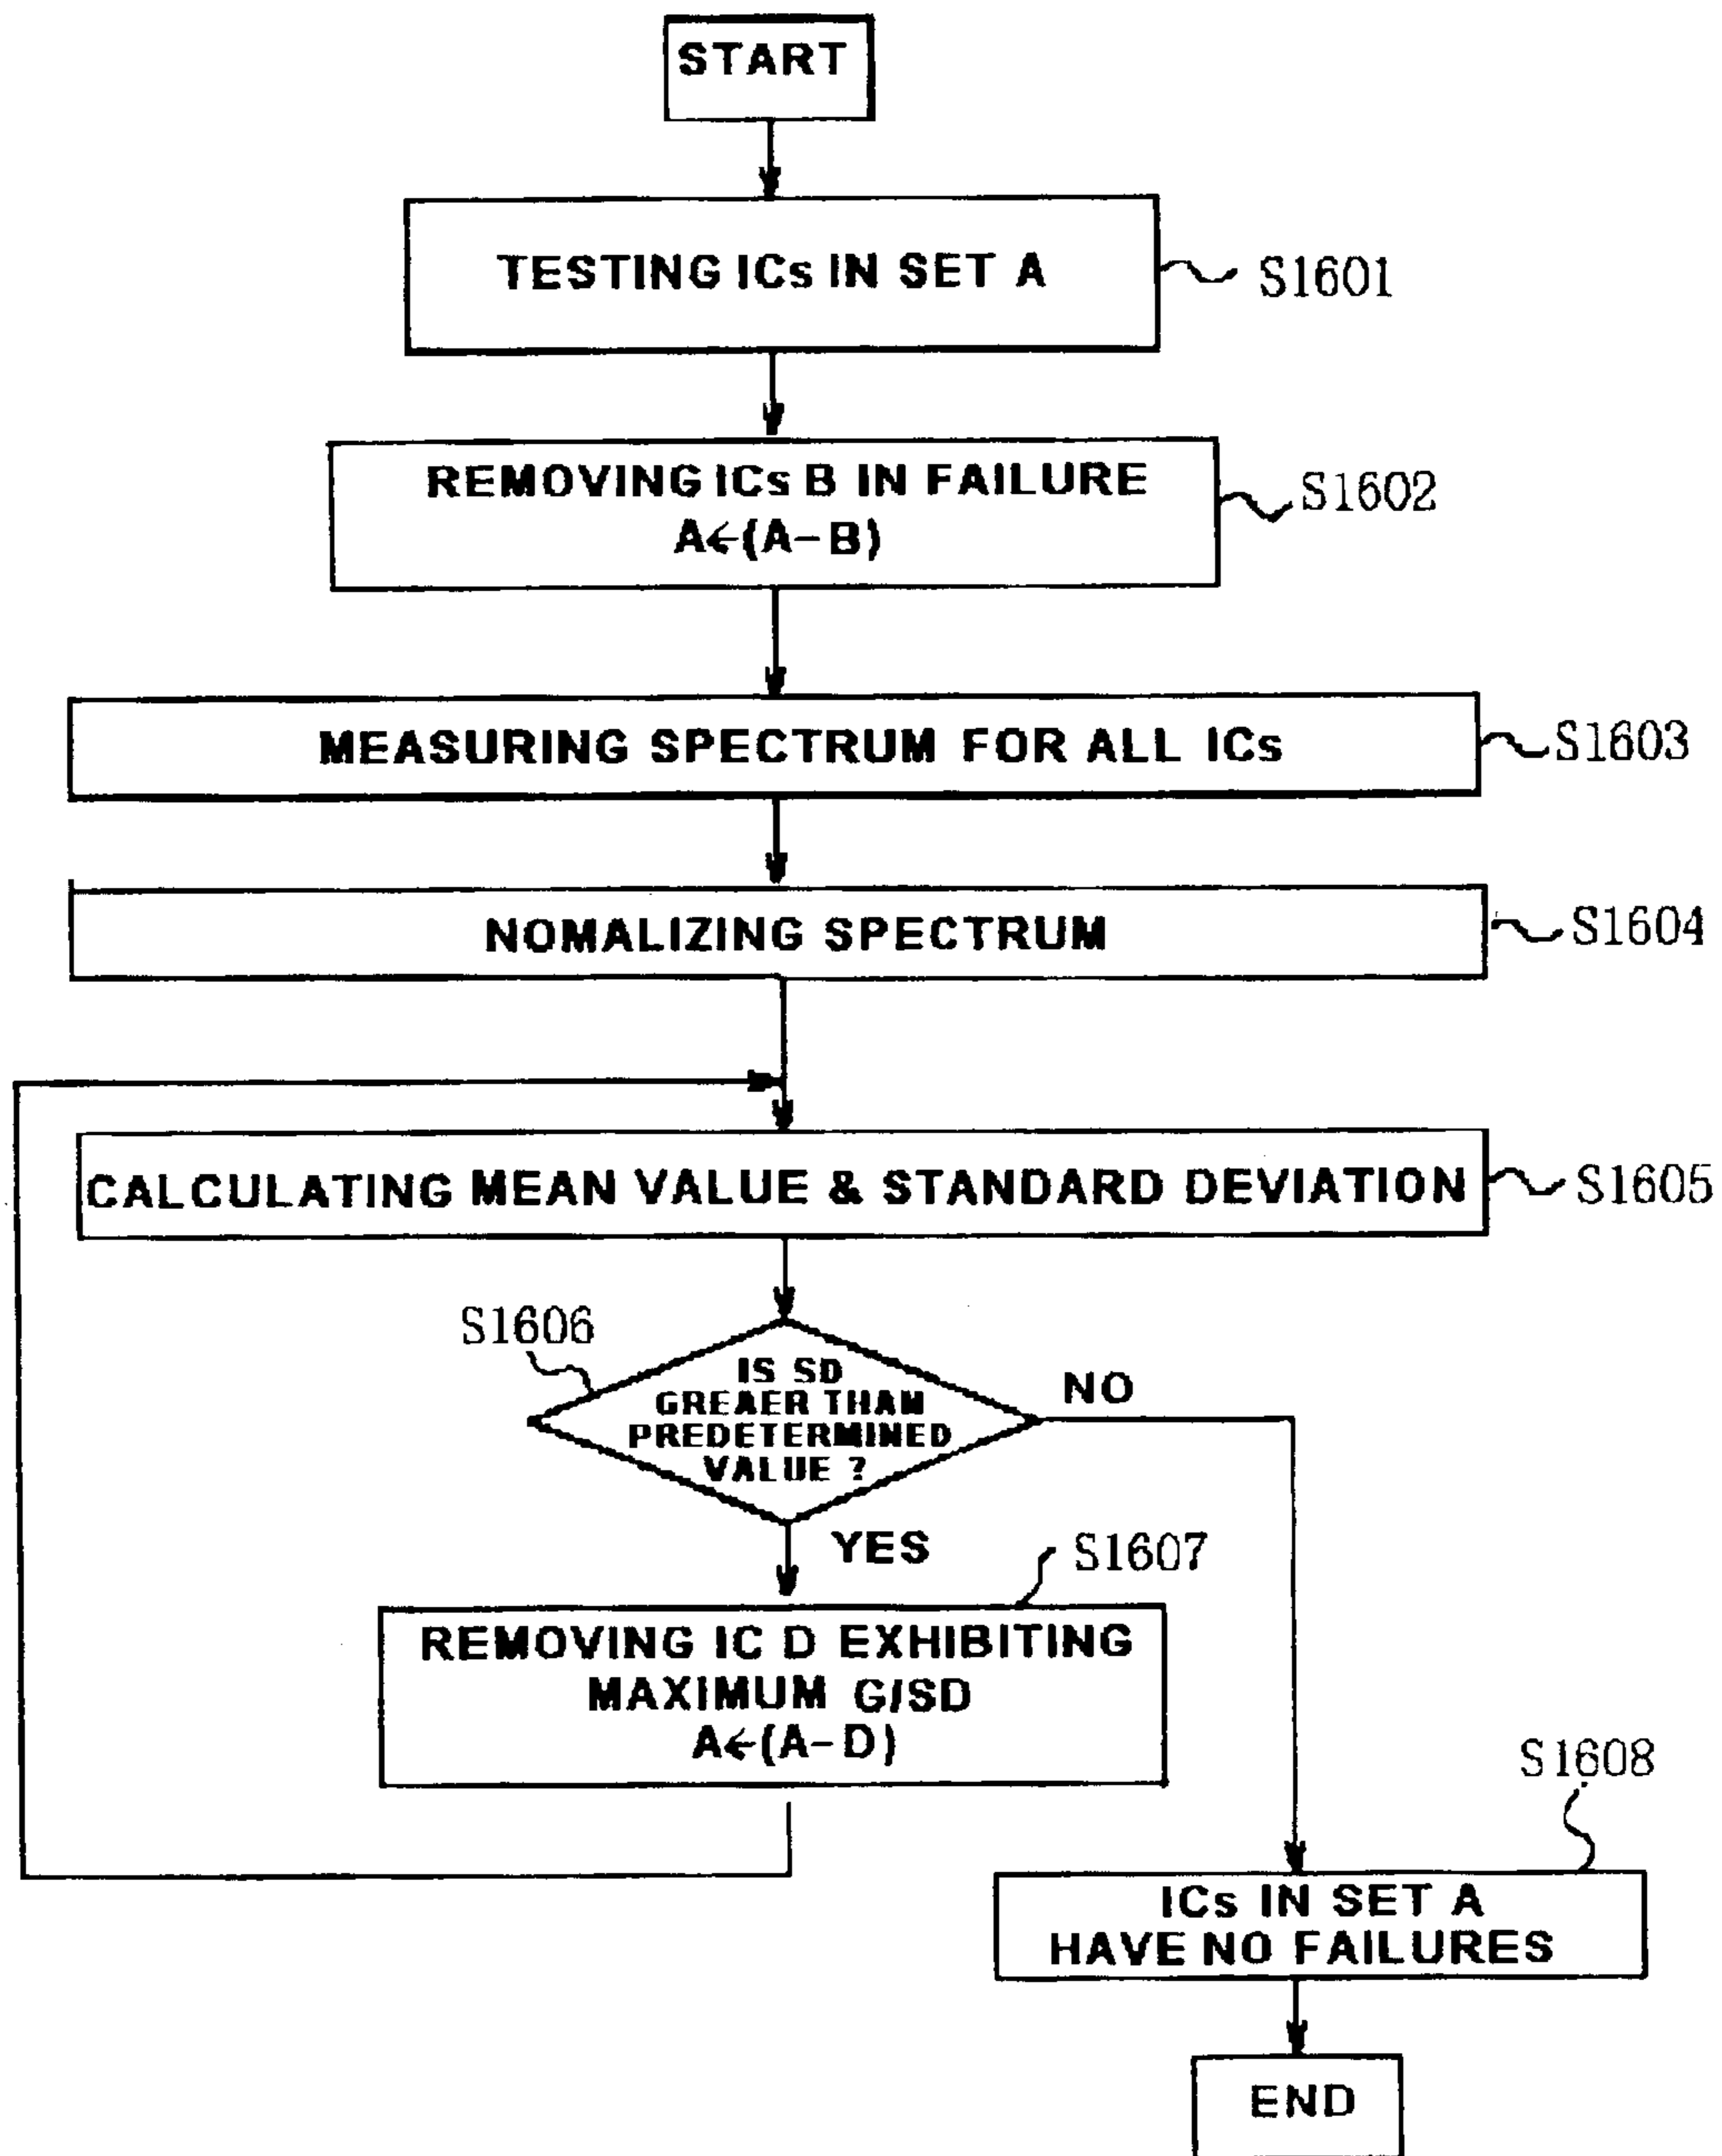 START
TESTING ICs IN SET A
S1601
REMOVING ICs B IN FAILURE
A←(A-B)
S1602
MEASURING SPECTRUM FOR ALL ICs
S1603
NOMALIZING SPECTRUM
S1604
CALCULATING MEAN VALUE & STANDARD DEVIATION
S1605
S1606
IS SD
GREAER THAN
PREDETERMINED
VALUE ?
NO
YES
S1607
REMOVING IC D EXHIBITING
MAXIMUM G/SD
A←(A-D)
S1608
ICs IN SET A
HAVE NO FAILURES
END